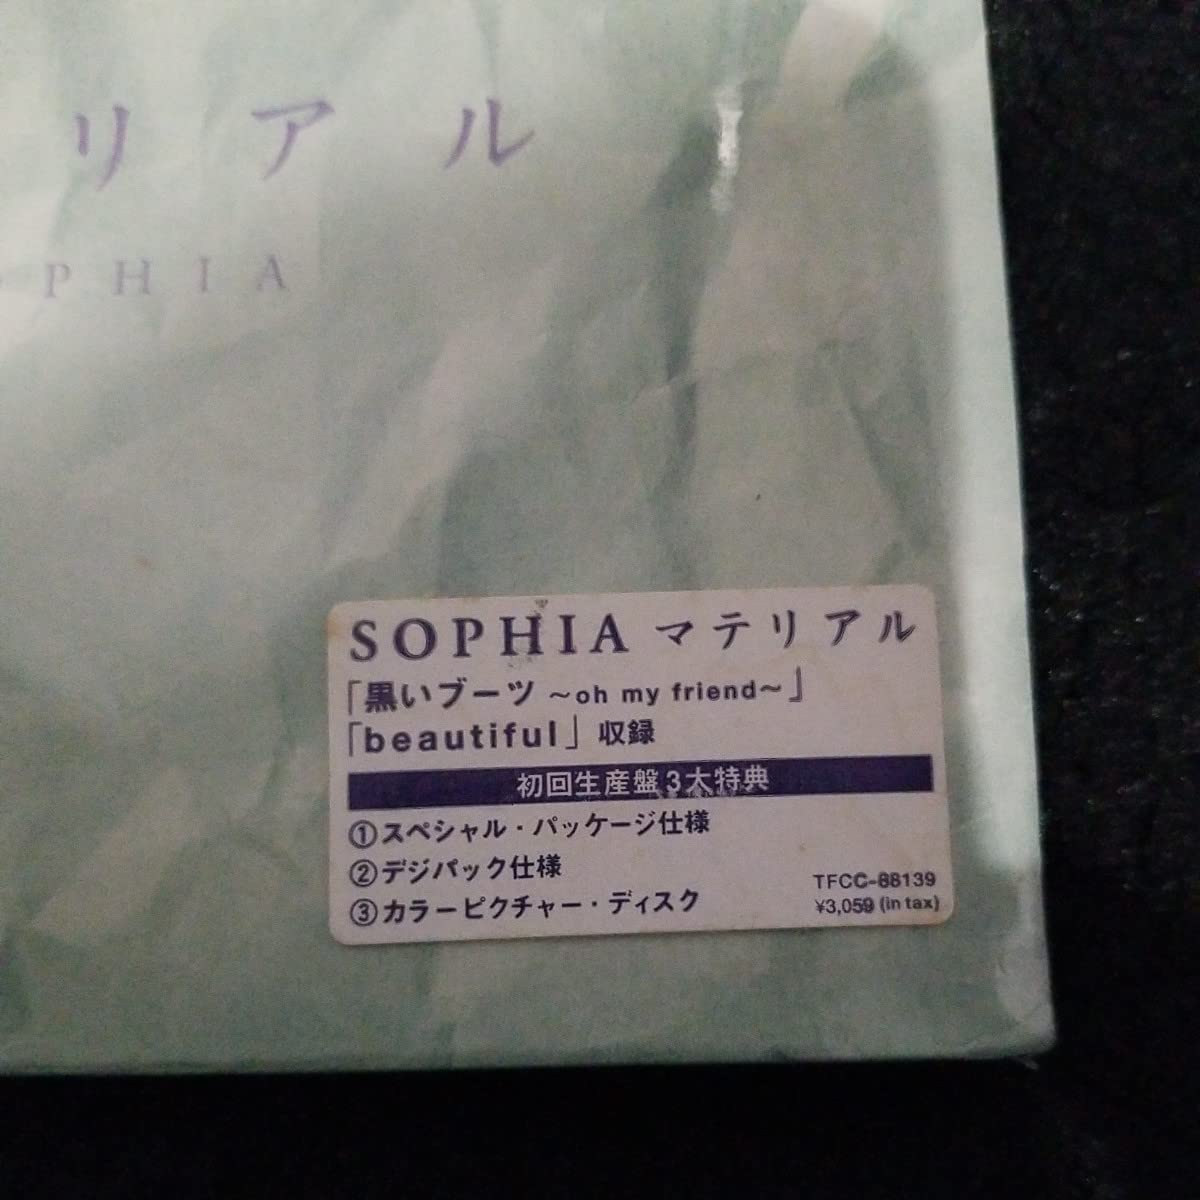 リアル
OPHIA
SOPHIA マテリアル
「黒いブーツ ~oh my friend~」
「beautiful」収録
初回生産盤3大特典
①スペシャル・パッケージ仕様
②デジパック仕様
③カラーピクチャー・ディスク
TFCC-88139
¥3,059 (in tax)